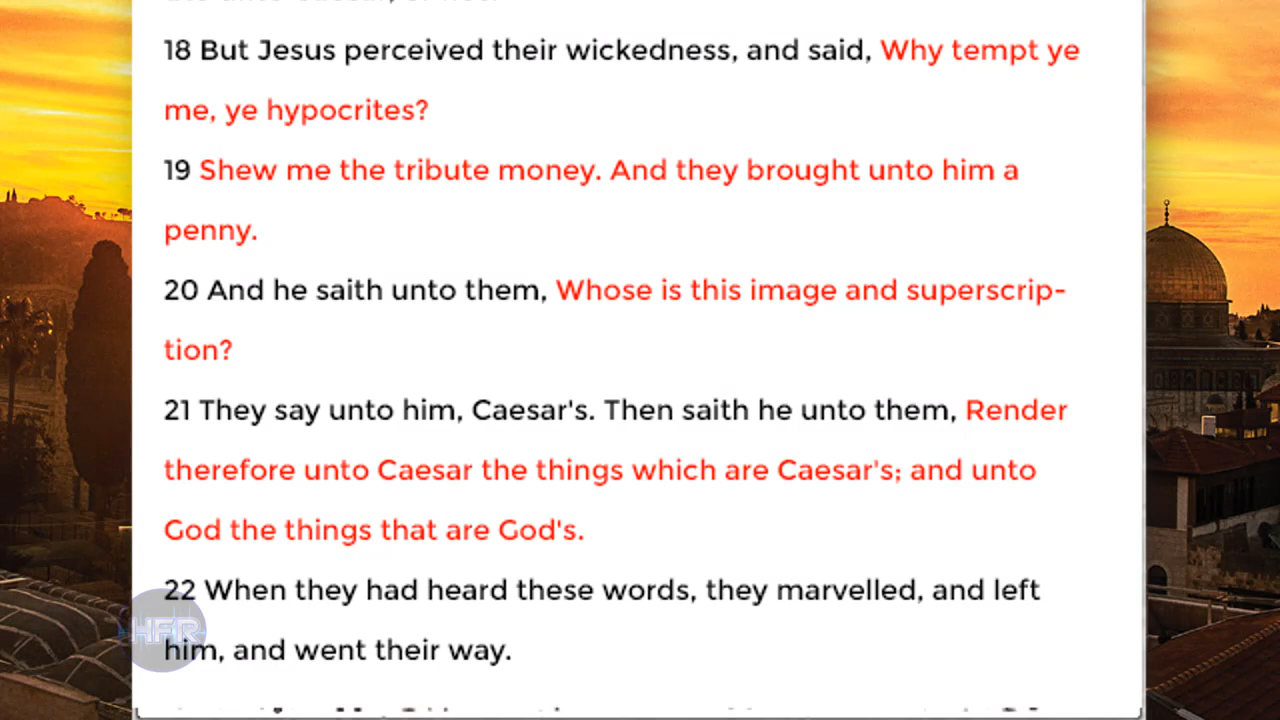 18 But Jesus perceived their wickedness, and said, Why tempt ye
me, ye hypocrites?
19 Shew me the tribute money. And they brought unto him a
penny.
20 And he saith unto them, Whose is this image and superscrip-
tion?
21 They say unto him, Caesar's. Then saith he unto them, Render
therefore unto Caesar the things which are Caesar's; and unto
God the things that are God's.
22 When they had heard these words, they marvelled, and left
HFR
him, and went their way.